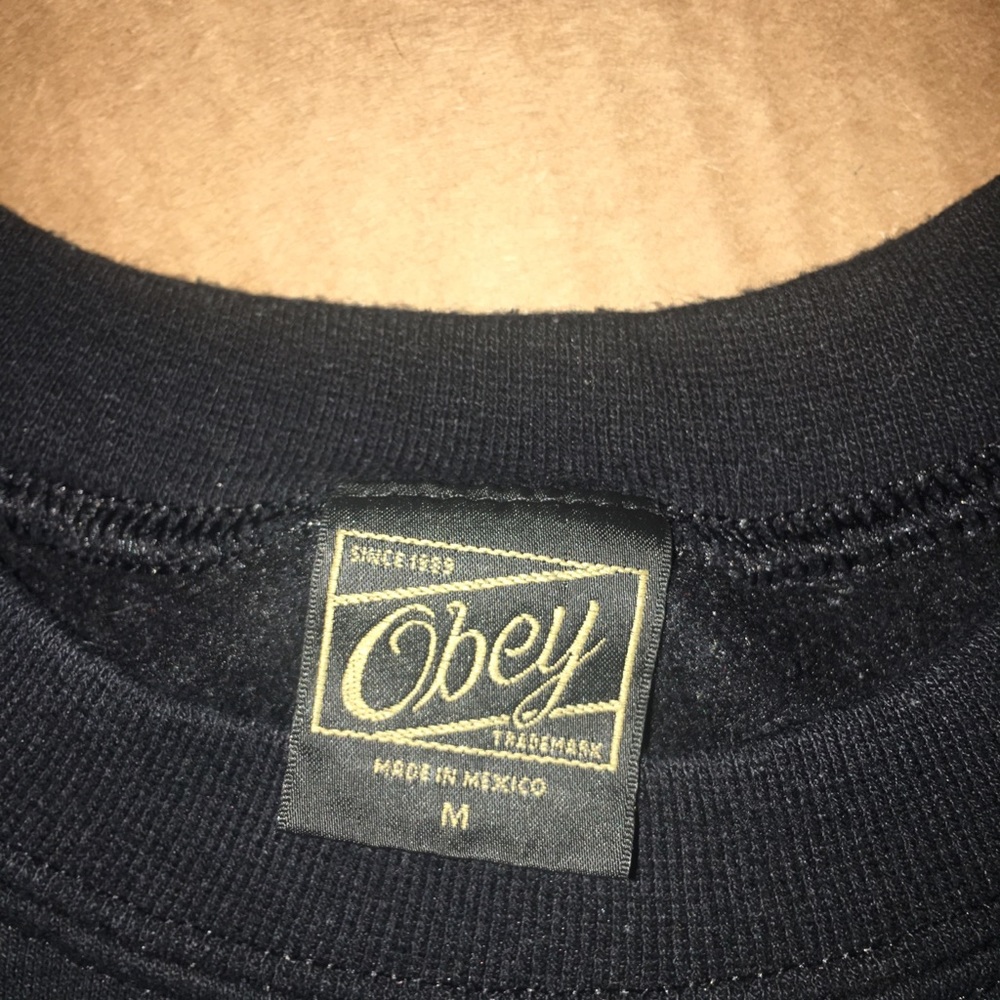 SINCE 1989
Obey
TRADEMARK
MADE IN MEXICO
M